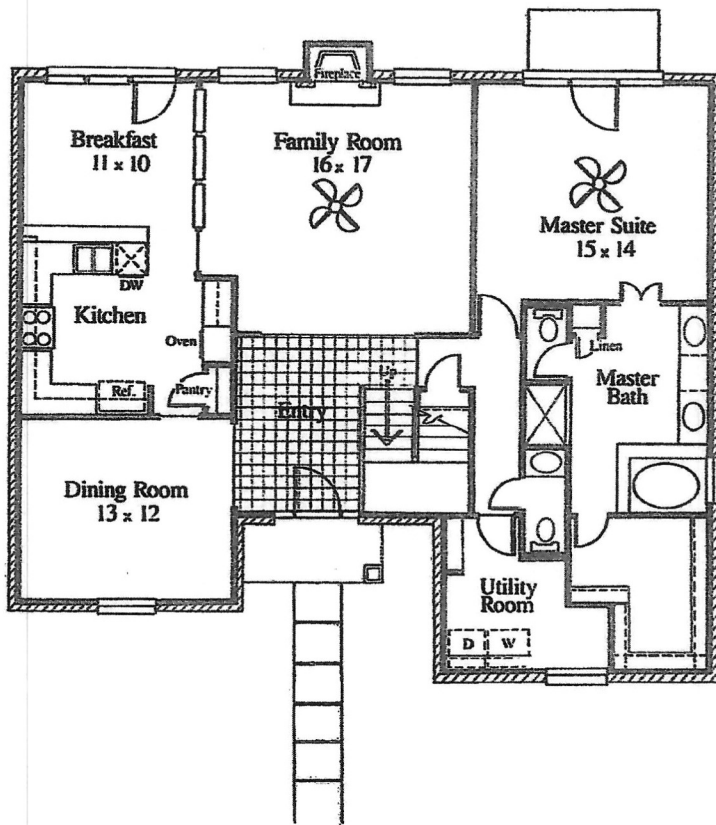 Fireplace
Breakfast
11 x 10
Family Room
16 x 17
Master Suite
15 x 14
DW
Kitchen
Oven
Ref.
Pantry
Up
Entry
Linen
Master
Bath
Dining Room
13 x 12
Utility
Room
D W